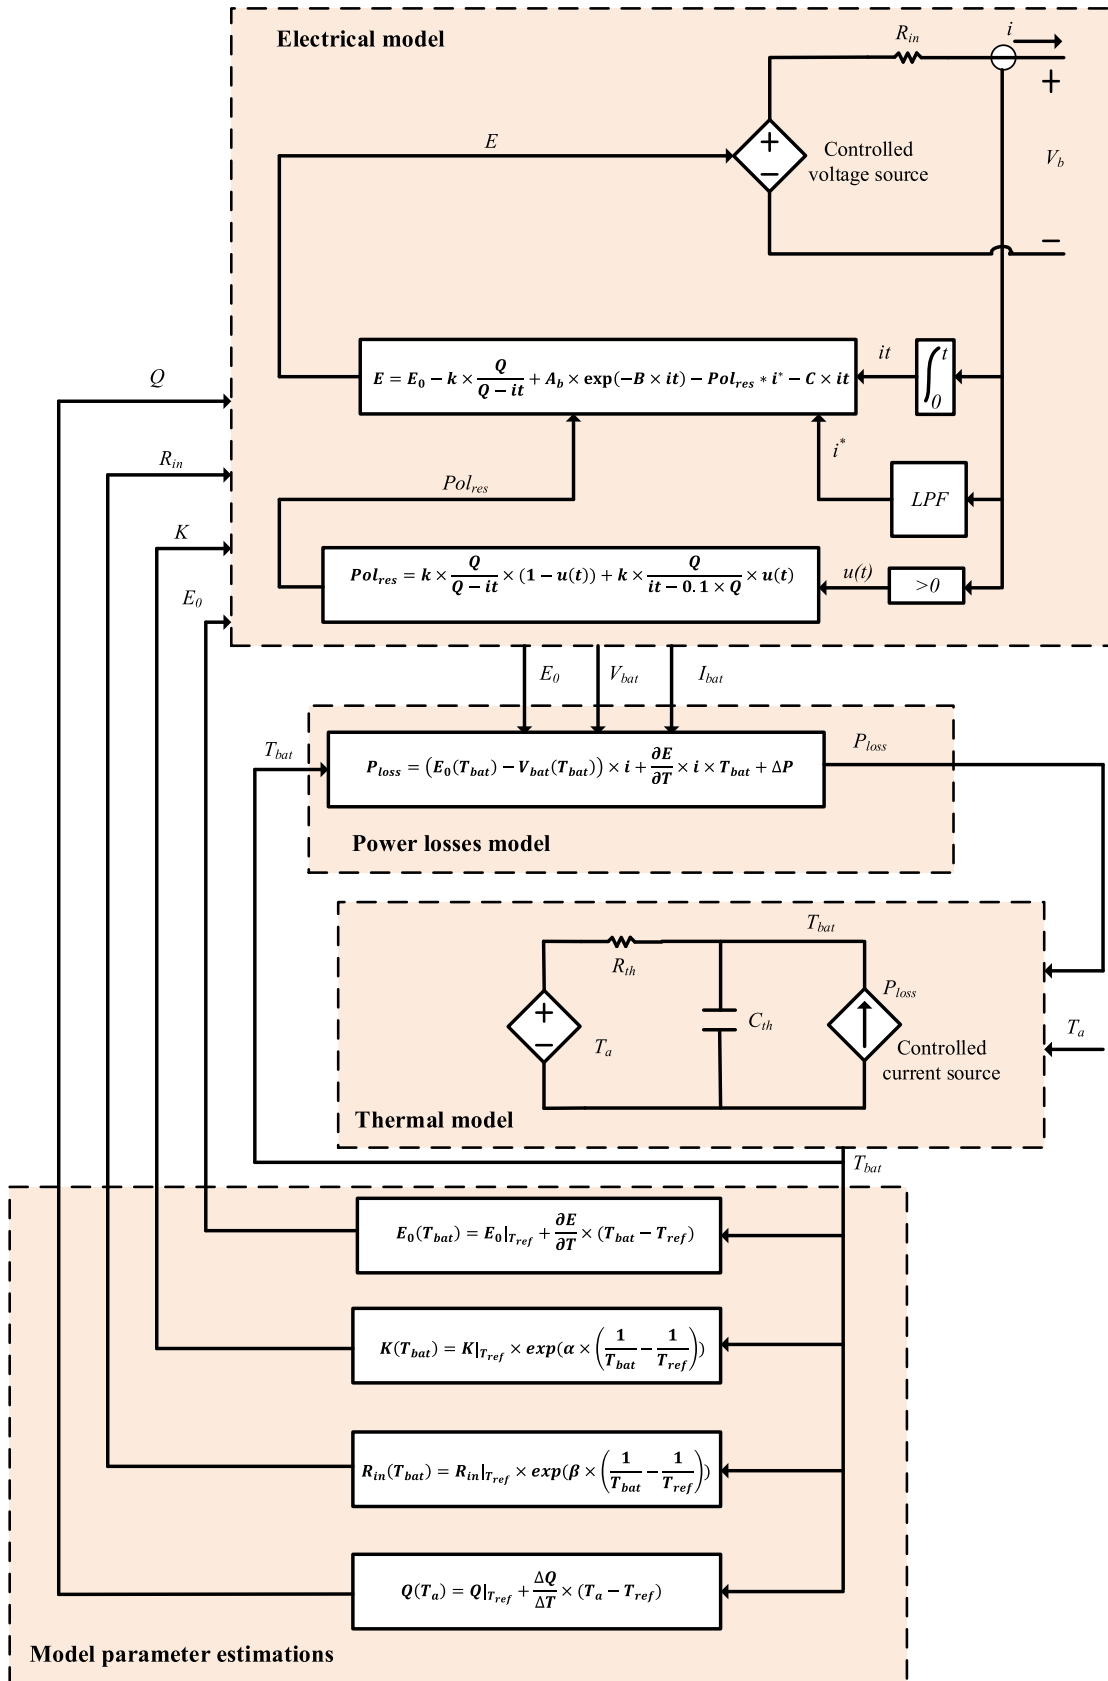 Electrical model
R_in
i
+
E
+
−
Controlled
voltage source
V_b
−
E = E_0 − k × Q / (Q − it) + A_b × exp(−B × it) − Pol_res * i^* − C × it
it
∫_0^t
Q
i^*
R_in
Pol_res
LPF
K
Pol_res = k × Q / (Q − it) × (1 − u(t)) + k × Q / (it − 0.1 × Q) × u(t)
u(t)
>0
E_0
E_0
V_bat
I_bat
T_bat
P_loss
P_loss = (E_0(T_bat) − V_bat(T_bat)) × i + ∂E/∂T × i × T_bat + ΔP
Power losses model
T_bat
R_th
P_loss
+
−
T_a
C_th
T_a
Controlled
current source
Thermal model
T_bat
E_0(T_bat) = E_0|_{T_ref} + ∂E/∂T × (T_bat − T_ref)
K(T_bat) = K|_{T_ref} × exp(α × (1/T_bat − 1/T_ref))
R_in(T_bat) = R_in|_{T_ref} × exp(β × (1/T_bat − 1/T_ref))
Q(T_a) = Q|_{T_ref} + ΔQ/ΔT × (T_a − T_ref)
Model parameter estimations